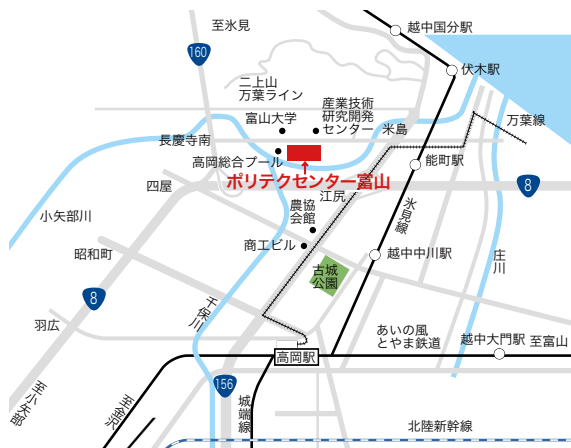 至氷見
越中国分駅
160
伏木駅
二上山
万葉ライン
富山大学
産業技術
研究開発
センター
米島
万葉線
長慶寺南
高岡総合プール
能町駅
ポリテクセンター富山
四屋
江尻
8
小矢部川
農協
会館
氷見線
昭和町
商工ビル
越中中川駅
庄川
古城
公園
8
千保川
羽広
あいの風
とやま鉄道
越中大門駅
至富山
高岡駅
至小矢部
至金沢
156
城端線
北陸新幹線